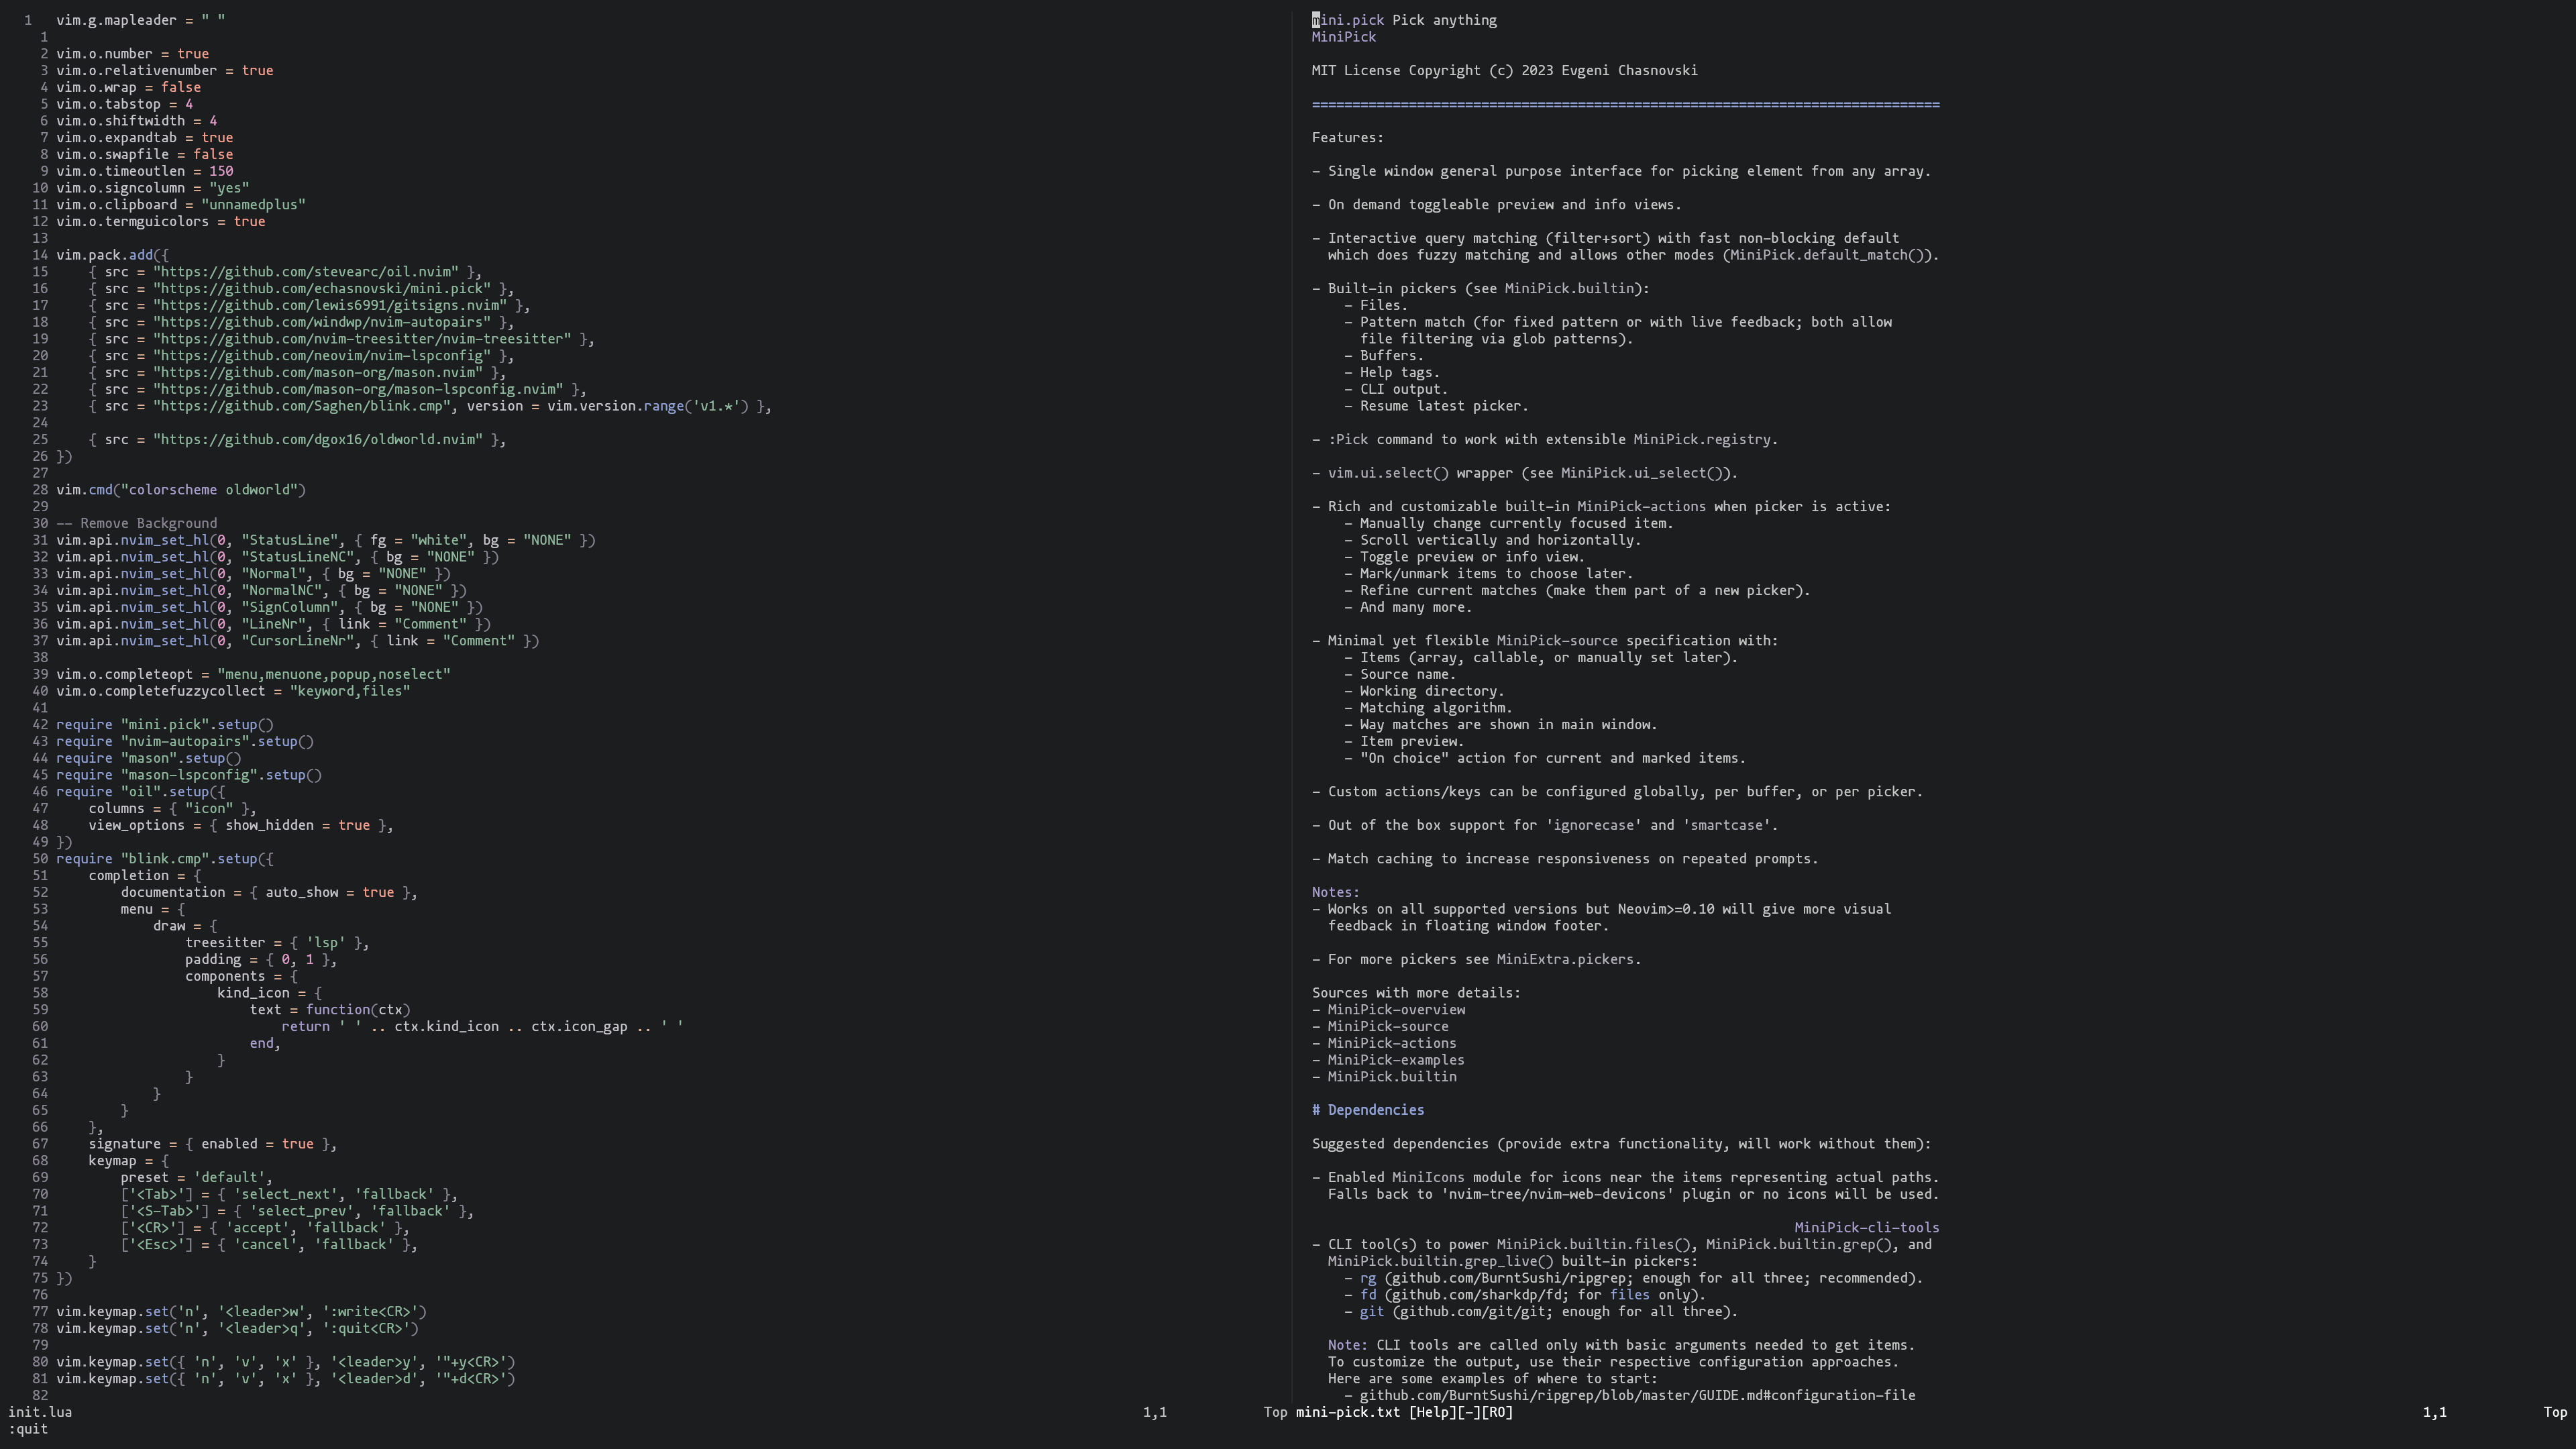 1   vim.g.mapleader = " "
1
2 vim.o.number = true
3 vim.o.relativenumber = true
4 vim.o.wrap = false
5 vim.o.tabstop = 4
6 vim.o.shiftwidth = 4
7 vim.o.expandtab = true
8 vim.o.swapfile = false
9 vim.o.timeoutlen = 150
10 vim.o.signcolumn = "yes"
11 vim.o.clipboard = "unnamedplus"
12 vim.o.termguicolors = true
13
14 vim.pack.add({
15     { src = "https://github.com/stevearc/oil.nvim" },
16     { src = "https://github.com/echasnovski/mini.pick" },
17     { src = "https://github.com/lewis6991/gitsigns.nvim" },
18     { src = "https://github.com/windwp/nvim-autopairs" },
19     { src = "https://github.com/nvim-treesitter/nvim-treesitter" },
20     { src = "https://github.com/neovim/nvim-lspconfig" },
21     { src = "https://github.com/mason-org/mason.nvim" },
22     { src = "https://github.com/mason-org/mason-lspconfig.nvim" },
23     { src = "https://github.com/Saghen/blink.cmp", version = vim.version.range('v1.*') },
24
25     { src = "https://github.com/dgox16/oldworld.nvim" },
26 })
27
28 vim.cmd("colorscheme oldworld")
29
30 -- Remove Background
31 vim.api.nvim_set_hl(0, "StatusLine", { fg = "white", bg = "NONE" })
32 vim.api.nvim_set_hl(0, "StatusLineNC", { bg = "NONE" })
33 vim.api.nvim_set_hl(0, "Normal", { bg = "NONE" })
34 vim.api.nvim_set_hl(0, "NormalNC", { bg = "NONE" })
35 vim.api.nvim_set_hl(0, "SignColumn", { bg = "NONE" })
36 vim.api.nvim_set_hl(0, "LineNr", { link = "Comment" })
37 vim.api.nvim_set_hl(0, "CursorLineNr", { link = "Comment" })
38
39 vim.o.completeopt = "menu,menuone,popup,noselect"
40 vim.o.completefuzzycollect = "keyword,files"
41
42 require "mini.pick".setup()
43 require "nvim-autopairs".setup()
44 require "mason".setup()
45 require "mason-lspconfig".setup()
46 require "oil".setup({
47     columns = { "icon" },
48     view_options = { show_hidden = true },
49 })
50 require "blink.cmp".setup({
51     completion = {
52         documentation = { auto_show = true },
53         menu = {
54             draw = {
55                 treesitter = { 'lsp' },
56                 padding = { 0, 1 },
57                 components = {
58                     kind_icon = {
59                         text = function(ctx)
60                             return ' ' .. ctx.kind_icon .. ctx.icon_gap .. ' '
61                         end,
62                     }
63                 }
64             }
65         }
66     },
67     signature = { enabled = true },
68     keymap = {
69         preset = 'default',
70         ['<Tab>'] = { 'select_next', 'fallback' },
71         ['<S-Tab>'] = { 'select_prev', 'fallback' },
72         ['<CR>'] = { 'accept', 'fallback' },
73         ['<Esc>'] = { 'cancel', 'fallback' },
74     }
75 })
76
77 vim.keymap.set('n', '<leader>w', ':write<CR>')
78 vim.keymap.set('n', '<leader>q', ':quit<CR>')
79
80 vim.keymap.set({ 'n', 'v', 'x' }, '<leader>y', '"+y<CR>')
81 vim.keymap.set({ 'n', 'v', 'x' }, '<leader>d', '"+d<CR>')
82
init.lua 1,1 Top
:quit
mini.pick Pick anything
MiniPick
MIT License Copyright (c) 2023 Evgeni Chasnovski
==============================================================================
Features:
- Single window general purpose interface for picking element from any array.
- On demand toggleable preview and info views.
- Interactive query matching (filter+sort) with fast non-blocking default
  which does fuzzy matching and allows other modes (MiniPick.default_match()).
- Built-in pickers (see MiniPick.builtin):
    - Files.
    - Pattern match (for fixed pattern or with live feedback; both allow
      file filtering via glob patterns).
    - Buffers.
    - Help tags.
    - CLI output.
    - Resume latest picker.
- :Pick command to work with extensible MiniPick.registry.
- vim.ui.select() wrapper (see MiniPick.ui_select()).
- Rich and customizable built-in MiniPick-actions when picker is active:
    - Manually change currently focused item.
    - Scroll vertically and horizontally.
    - Toggle preview or info view.
    - Mark/unmark items to choose later.
    - Refine current matches (make them part of a new picker).
    - And many more.
- Minimal yet flexible MiniPick-source specification with:
    - Items (array, callable, or manually set later).
    - Source name.
    - Working directory.
    - Matching algorithm.
    - Way matches are shown in main window.
    - Item preview.
    - "On choice" action for current and marked items.
- Custom actions/keys can be configured globally, per buffer, or per picker.
- Out of the box support for 'ignorecase' and 'smartcase'.
- Match caching to increase responsiveness on repeated prompts.
Notes:
- Works on all supported versions but Neovim>=0.10 will give more visual
  feedback in floating window footer.
- For more pickers see MiniExtra.pickers.
Sources with more details:
- MiniPick-overview
- MiniPick-source
- MiniPick-actions
- MiniPick-examples
- MiniPick.builtin
# Dependencies
Suggested dependencies (provide extra functionality, will work without them):
- Enabled MiniIcons module for icons near the items representing actual paths.
  Falls back to 'nvim-tree/nvim-web-devicons' plugin or no icons will be used.
MiniPick-cli-tools
- CLI tool(s) to power MiniPick.builtin.files(), MiniPick.builtin.grep(), and
  MiniPick.builtin.grep_live() built-in pickers:
    - rg (github.com/BurntSushi/ripgrep; enough for all three; recommended).
    - fd (github.com/sharkdp/fd; for files only).
    - git (github.com/git/git; enough for all three).
  Note: CLI tools are called only with basic arguments needed to get items.
  To customize the output, use their respective configuration approaches.
  Here are some examples of where to start:
    - github.com/BurntSushi/ripgrep/blob/master/GUIDE.md#configuration-file
mini-pick.txt [Help][-][RO] 1,1 Top